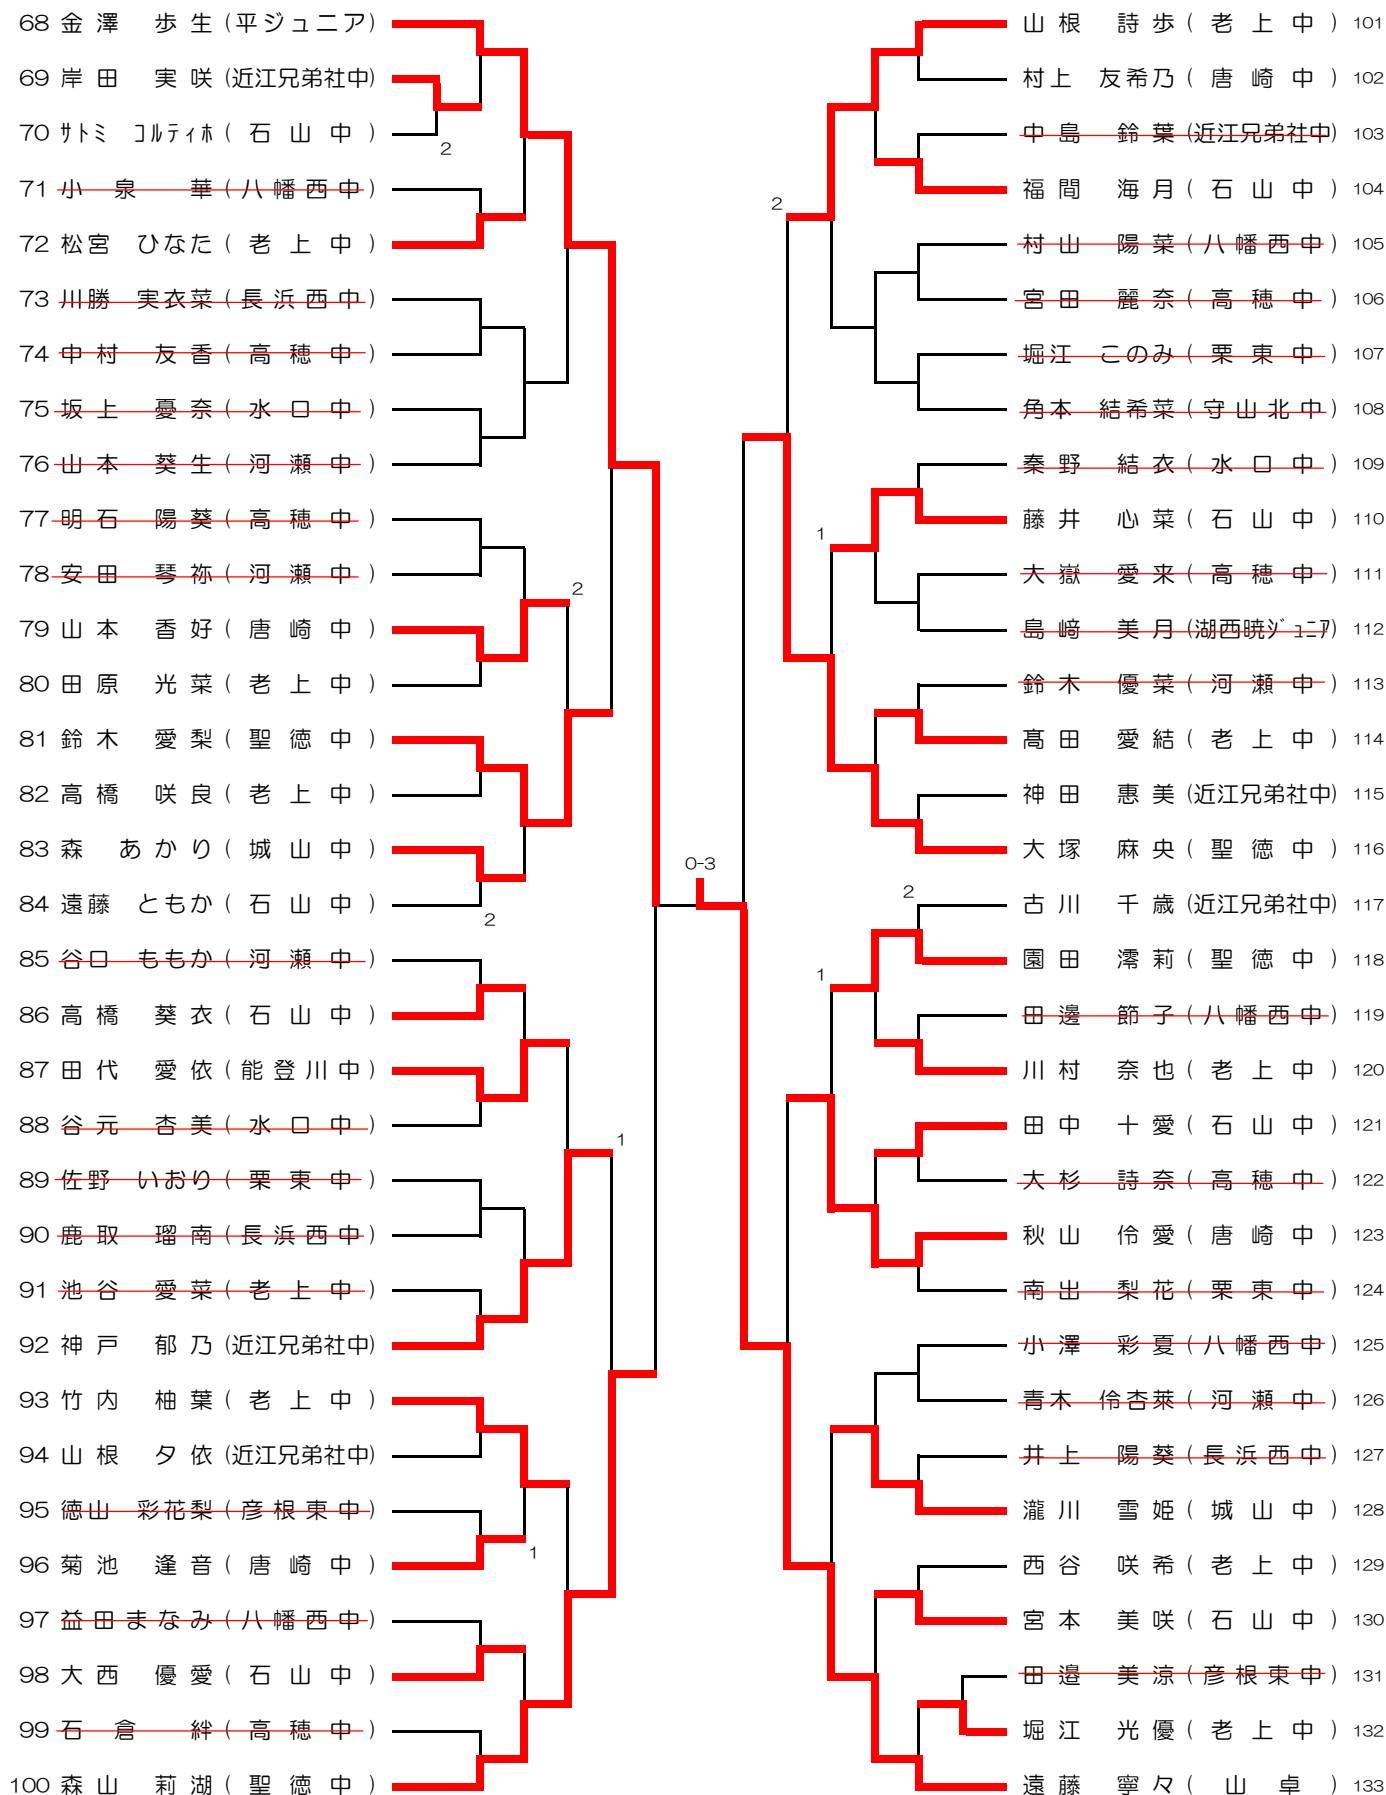 68 金澤 歩生 (平ジュニア)
69 岸田 実咲 (近江兄弟社中)
70 サトミ コルティホ (石山中)
2
71 小泉 華 (八幡西中)
72 松宮 ひなた (老上中)
73 川勝 実衣菜 (長浜西中)
74 中村 友香 (高穂中)
75 坂上 憂奈 (水口中)
76 山本 葵生 (河瀬中)
77 明石 陽葵 (高穂中)
78 安田 琴祢 (河瀬中)
2
79 山本 香好 (唐崎中)
80 田原 光菜 (老上中)
81 鈴木 愛梨 (聖徳中)
82 高橋 咲良 (老上中)
83 森 あかり (城山中)
84 遠藤 ともか (石山中)
2
85 谷口 ももか (河瀬中)
86 高橋 葵衣 (石山中)
87 田代 愛依 (能登川中)
88 谷元 杏美 (水口中)
1
89 佐野 いおり (栗東中)
90 鹿取 瑠南 (長浜西中)
91 池谷 愛菜 (老上中)
92 神戸 郁乃 (近江兄弟社中)
93 竹内 柚葉 (老上中)
94 山根 夕依 (近江兄弟社中)
95 徳山 彩花梨 (彦根東中)
1
96 菊池 逢音 (唐崎中)
97 益田 まなみ (八幡西中)
98 大西 優愛 (石山中)
99 石倉 絆 (高穂中)
100 森山 莉湖 (聖徳中)
0-3
山根 詩歩 (老上中) 101
村上 友希乃 (唐崎中) 102
中島 鈴葉 (近江兄弟社中) 103
福間 海月 (石山中) 104
2
村山 陽菜 (八幡西中) 105
宮田 麗奈 (高穂中) 106
堀江 このみ (栗東中) 107
角本 結希菜 (守山北中) 108
秦野 結衣 (水口中) 109
藤井 心菜 (石山中) 110
1
大嶽 愛来 (高穂中) 111
島﨑 美月 (湖西暁ジュニア) 112
鈴木 優菜 (河瀬中) 113
髙田 愛結 (老上中) 114
神田 惠美 (近江兄弟社中) 115
大塚 麻央 (聖徳中) 116
2
古川 千歳 (近江兄弟社中) 117
園田 澪莉 (聖徳中) 118
1
田邊 節子 (八幡西中) 119
川村 奈也 (老上中) 120
田中 十愛 (石山中) 121
大杉 詩奈 (高穂中) 122
秋山 伶愛 (唐崎中) 123
南出 梨花 (栗東中) 124
小澤 彩夏 (八幡西中) 125
青木 伶杏萊 (河瀬中) 126
井上 陽葵 (長浜西中) 127
瀧川 雪姫 (城山中) 128
西谷 咲希 (老上中) 129
宮本 美咲 (石山中) 130
田邉 美涼 (彦根東中) 131
堀江 光優 (老上中) 132
遠藤 寧々 (山卓) 133